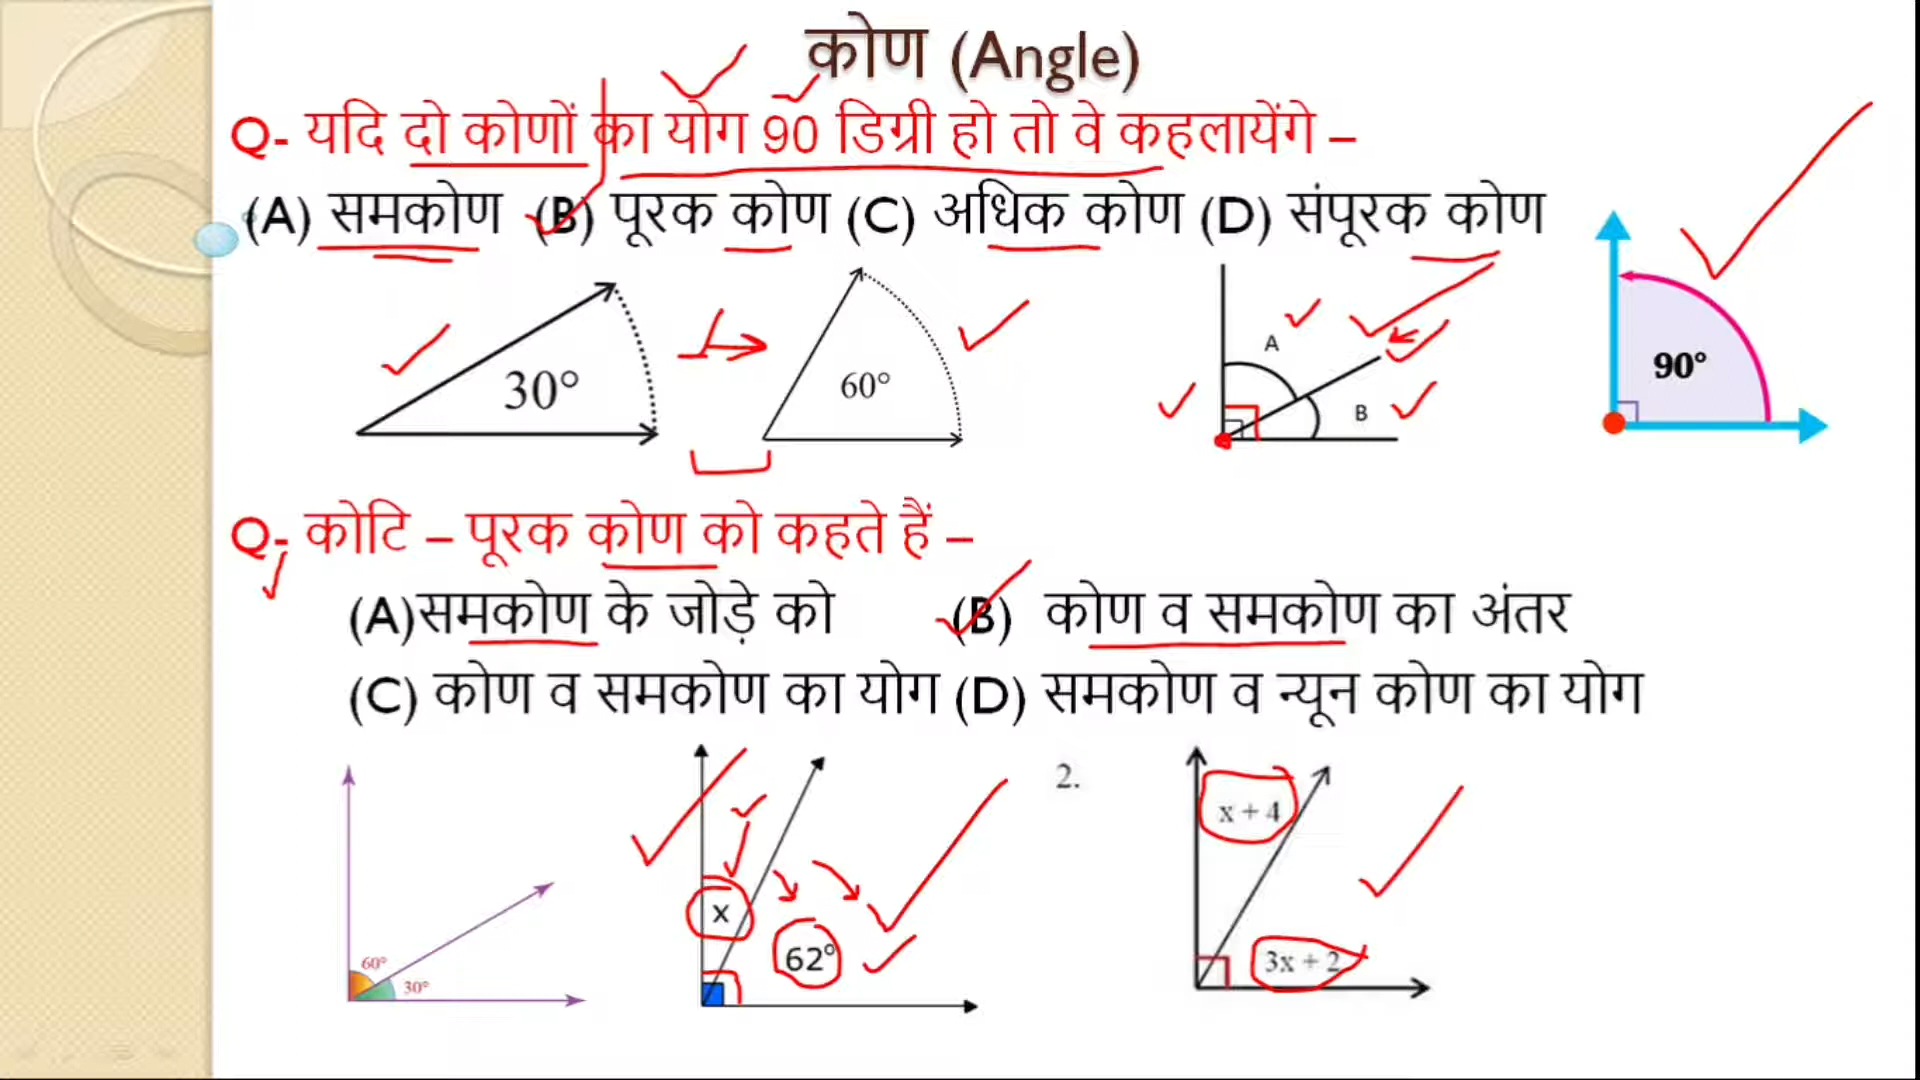 कोण (Angle)
Q- यदि दो कोणों का योग 90 डिग्री हो तो वे कहलायेंगे –
(A) समकोण (B) पूरक कोण (C) अधिक कोण (D) संपूरक कोण
30°
60°
A
B
90°
Q- कोटि – पूरक कोण को कहते हैं –
(A)समकोण के जोड़े को (B) कोण व समकोण का अंतर
(C) कोण व समकोण का योग (D) समकोण व न्यून कोण का योग
60°
30°
x
62°
2.
x + 4
3x + 2